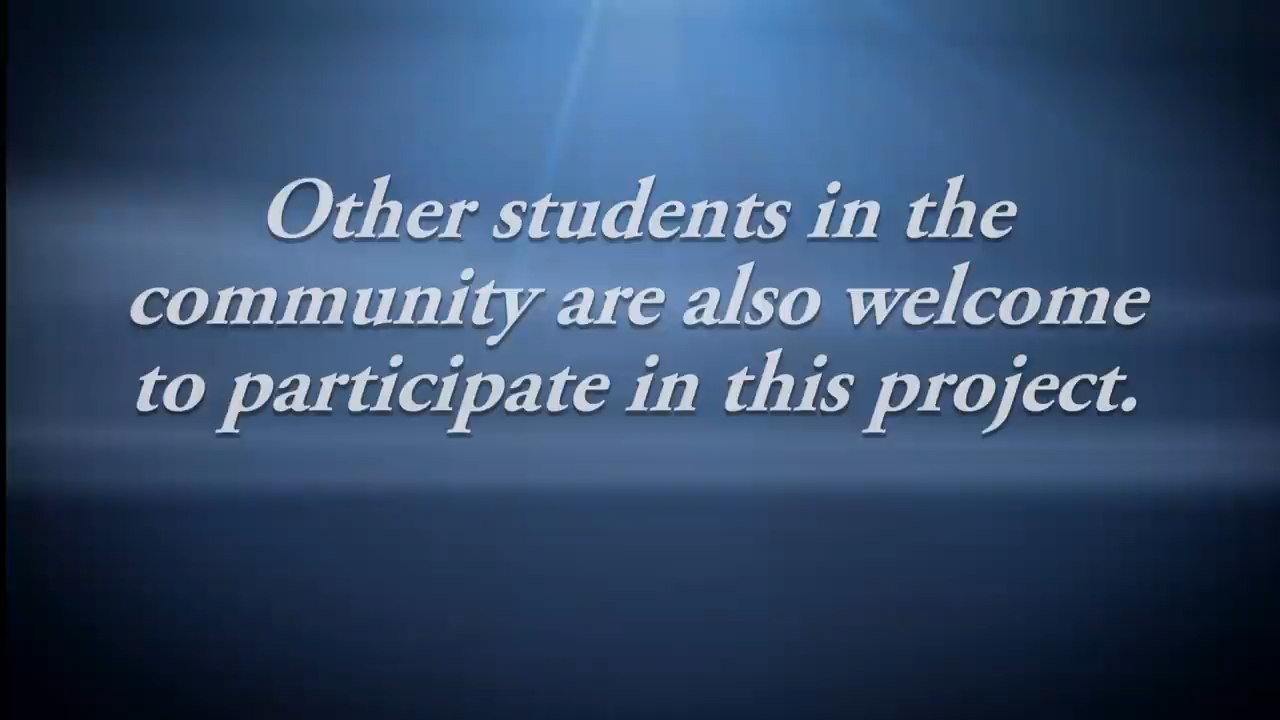 Other students in the
community are also welcome
to participate in this project.